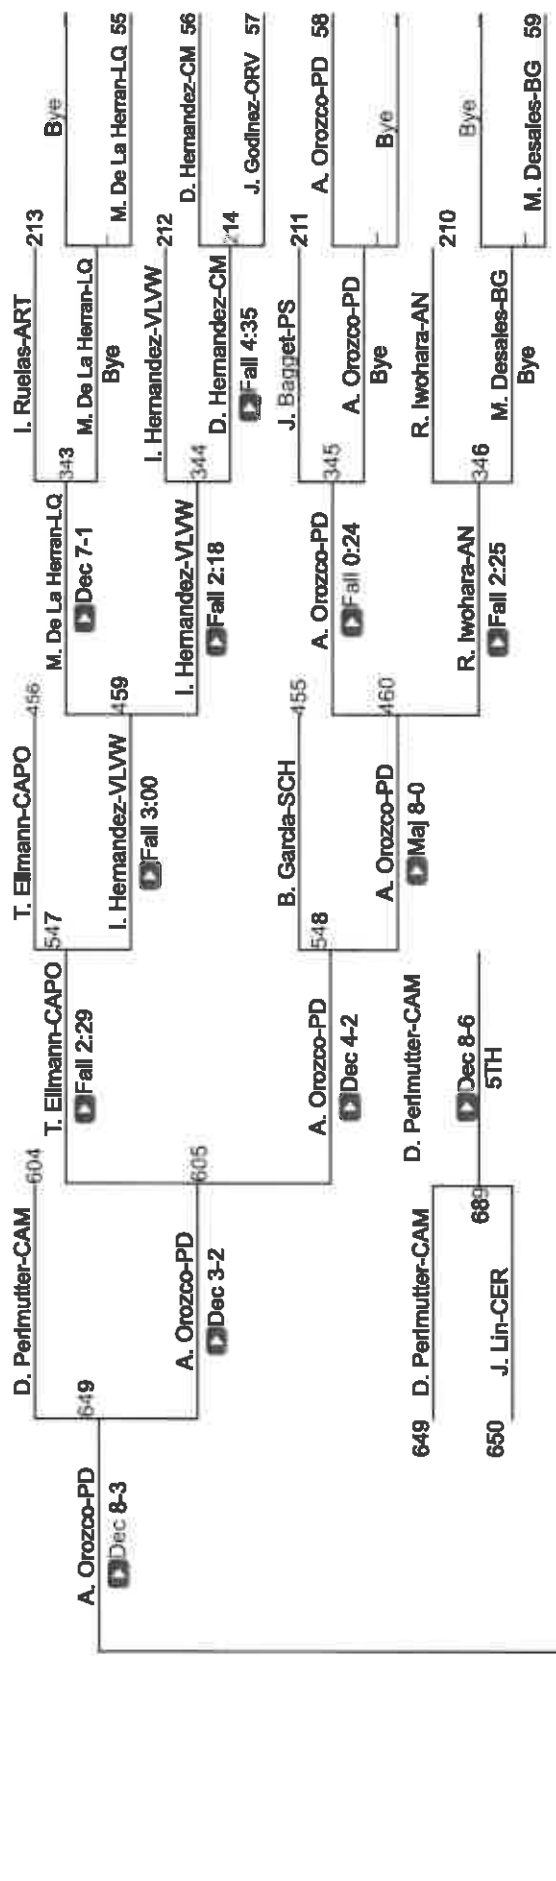 Bye
M. De La Herran-LQ 55
D. Hernandez-CM 56
J. Godinez-ORV 57
A. Orozco-PD 58
Bye
Bye
M. Desales-BG 59
I. Ruelas-ART 213
M. De La Herran-LQ
Bye
I. Hernandez-VLVW 212
D. Hernandez-CM 214
Fall 4:35
J. Bagget-PS 211
A. Orozco-PD
Bye
R. Iwohara-AN 210
M. Desales-BG
Bye
M. De La Herran-LQ 343
Dec 7-1
I. Hernandez-VLVW 344
Fall 2:18
A. Orozco-PD 345
Fall 0:24
R. Iwohara-AN 346
Fall 2:25
T. Ellmann-CAPO 456
I. Hernandez-VLVW 459
Fall 3:00
B. Garcia-SCH 455
A. Orozco-PD 460
Maj 8-0
T. Ellmann-CAPO 547
Fall 2:29
A. Orozco-PD 548
Dec 4-2
D. Perlmutter-CAM 604
A. Orozco-PD 605
Dec 3-2
A. Orozco-PD 649
Dec 8-3
649 D. Perlmutter-CAM
650 J. Lin-CER
689
D. Perlmutter-CAM
Dec 8-6
5TH